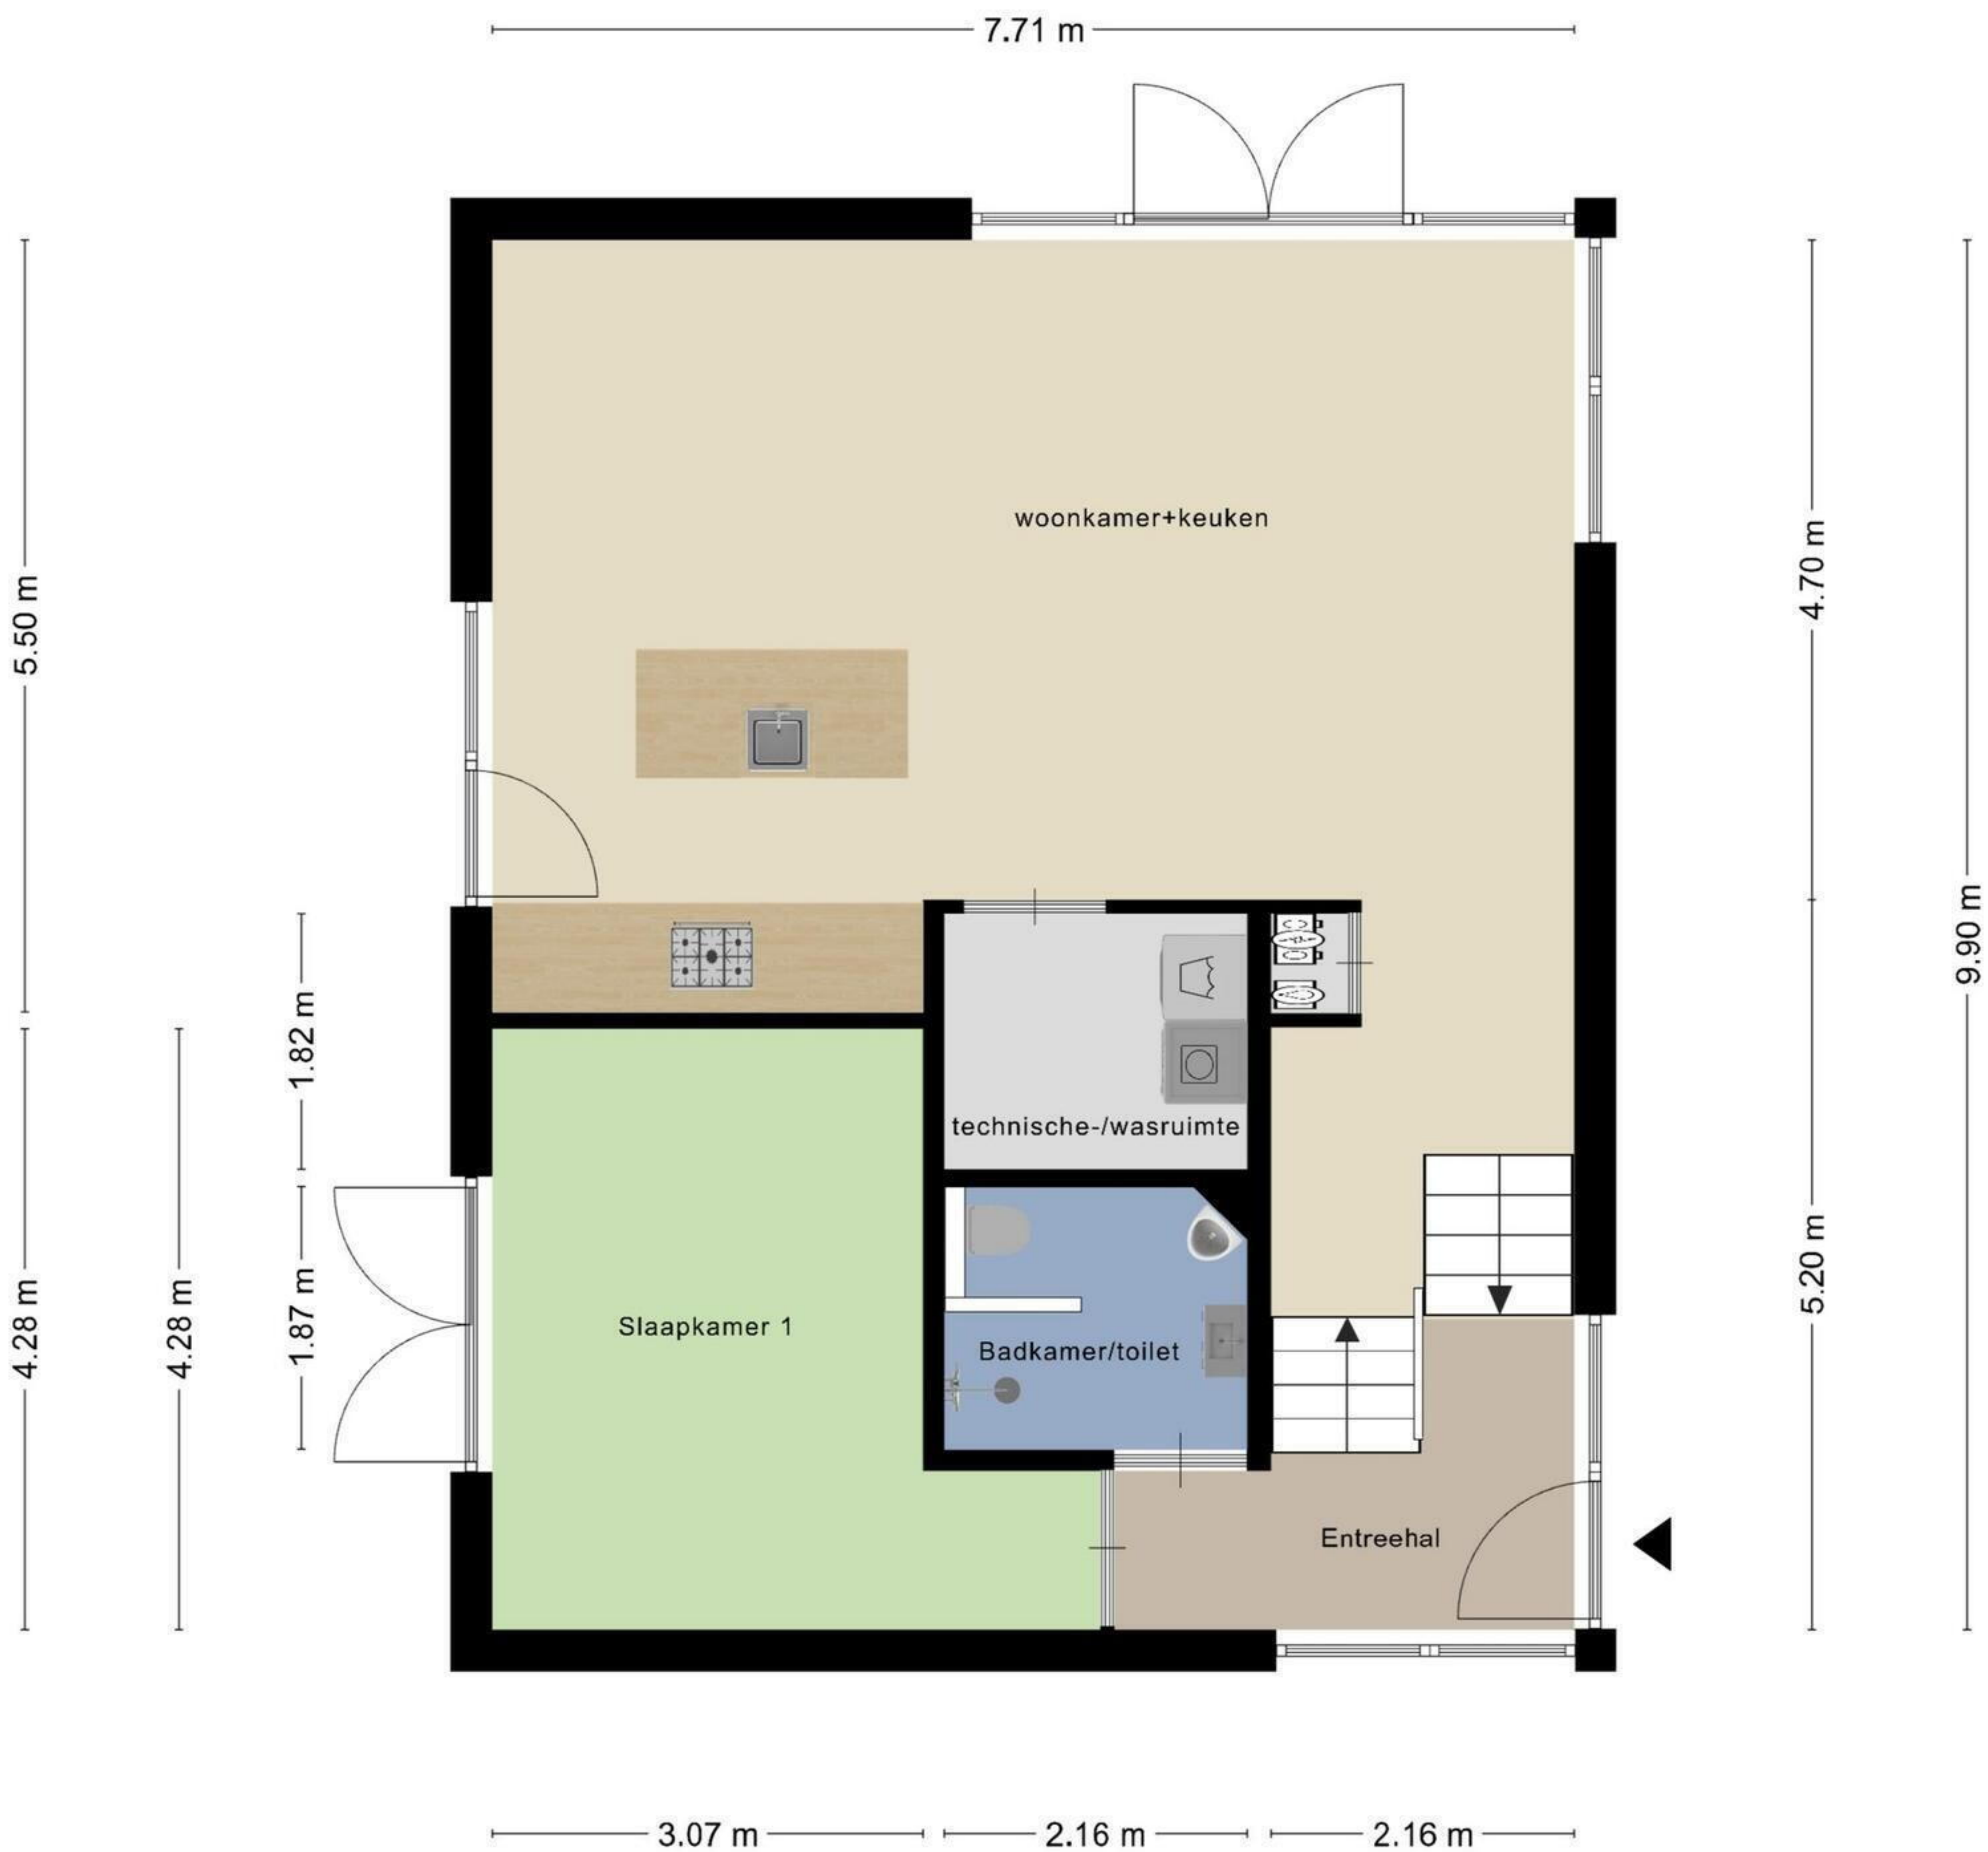 7.71 m
woonkamer+keuken
5.50 m
4.70 m
9.90 m
1.82 m
technische-/wasruimte
5.20 m
4.28 m
4.28 m
1.87 m
Slaapkamer 1
Badkamer/toilet
Entreehal
3.07 m
2.16 m
2.16 m